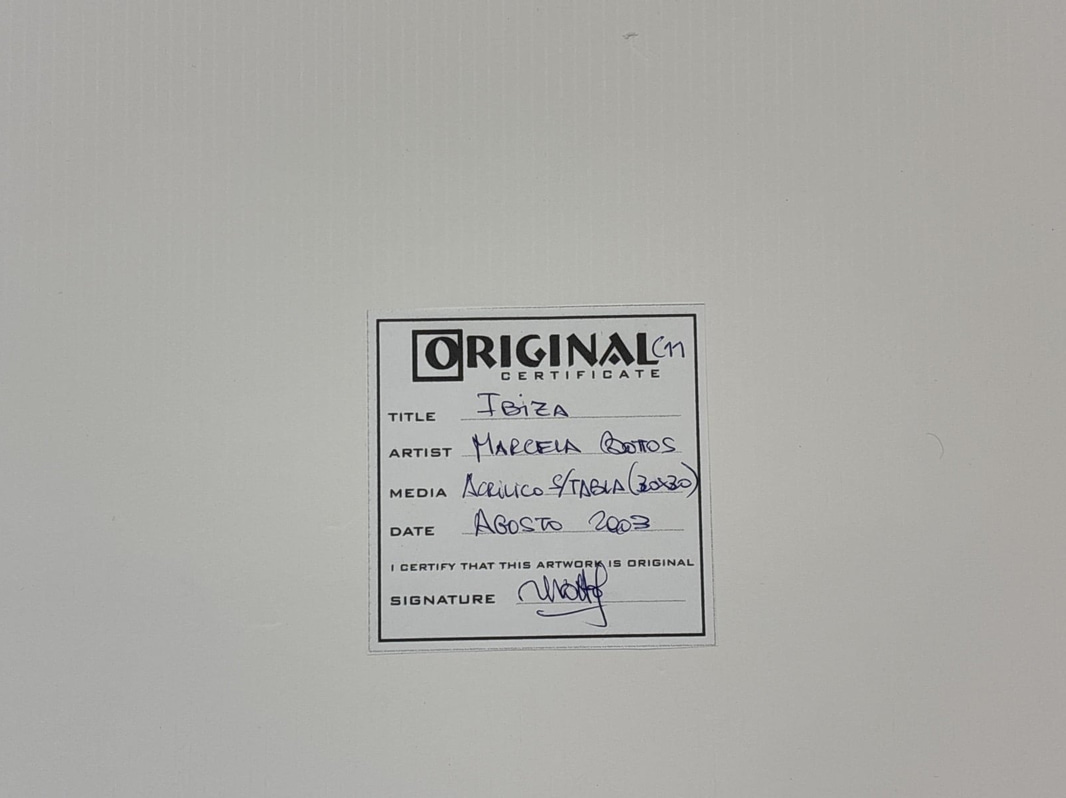 ORIGINAL C11
CERTIFICATE
TITLE IBIZA
ARTIST MARCELA BOTTOS
MEDIA ACRILICO S/TABLA (30x30)
DATE AGOSTO 2003
I CERTIFY THAT THIS ARTWORK IS ORIGINAL
SIGNATURE